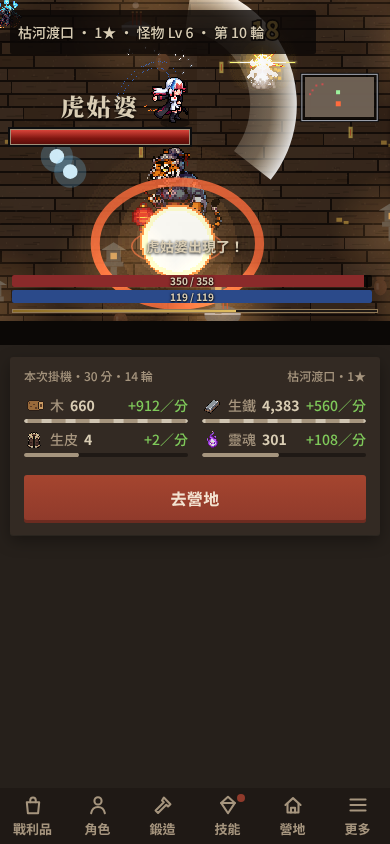 枯河渡口 · 1★ · 怪物 Lv 6 · 第 10 輪
虎姑婆
虎姑婆出現了！
350 / 358
119 / 119
本次掛機·30 分·14 輪
枯河渡口·1★
木 660 +912／分
生鐵 4,383 +560／分
生皮 4 +2／分
靈魂 301 +108／分
去營地
戰利品 角色 鍛造 技能 營地 更多